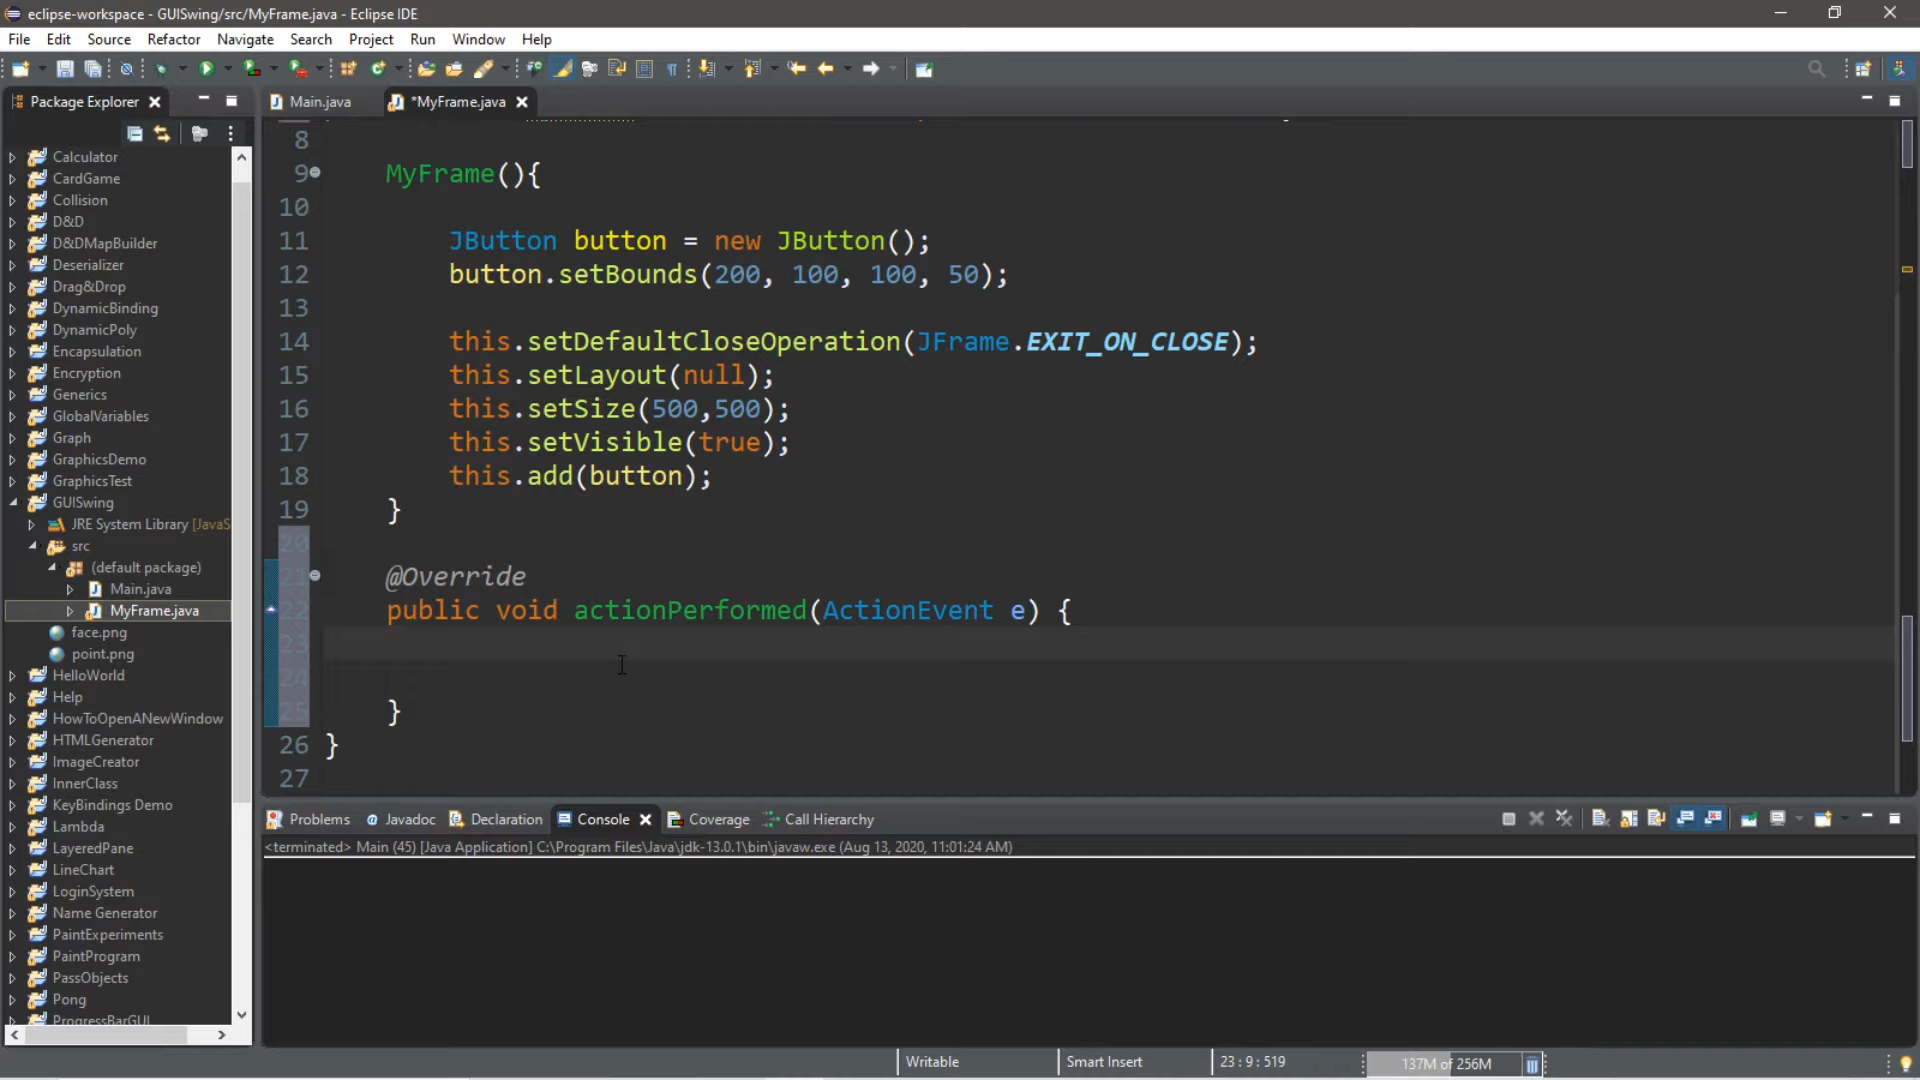 eclipse-workspace - GUISwing/src/MyFrame.java - Eclipse IDE
File Edit Source Refactor Navigate Search Project Run Window Help
Package Explorer
Main.java *MyFrame.java
Calculator
CardGame
Collision
D&D
D&DMapBuilder
Deserializer
Drag&Drop
DynamicBinding
DynamicPoly
Encapsulation
Encryption
Generics
GlobalVariables
Graph
GraphicsDemo
GraphicsTest
GUISwing
JRE System Library [JavaS
src
(default package)
Main.java
MyFrame.java
face.png
point.png
HelloWorld
Help
HowToOpenANewWindow
HTMLGenerator
ImageCreator
InnerClass
KeyBindings Demo
Lambda
LayeredPane
LineChart
LoginSystem
Name Generator
PaintExperiments
PaintProgram
PassObjects
Pong
ProgressBarGUI
8
9 MyFrame(){
10
11 JButton button = new JButton();
12 button.setBounds(200, 100, 100, 50);
13
14 this.setDefaultCloseOperation(JFrame.EXIT_ON_CLOSE);
15 this.setLayout(null);
16 this.setSize(500,500);
17 this.setVisible(true);
18 this.add(button);
19 }
20
21 @Override
22 public void actionPerformed(ActionEvent e) {
23
24
25 }
26 }
27
Problems @ Javadoc Declaration Console Coverage Call Hierarchy
<terminated> Main (45) [Java Application] C:\Program Files\Java\jdk-13.0.1\bin\javaw.exe (Aug 13, 2020, 11:01:24 AM)
Writable Smart Insert 23 : 9 : 519 137M of 256M